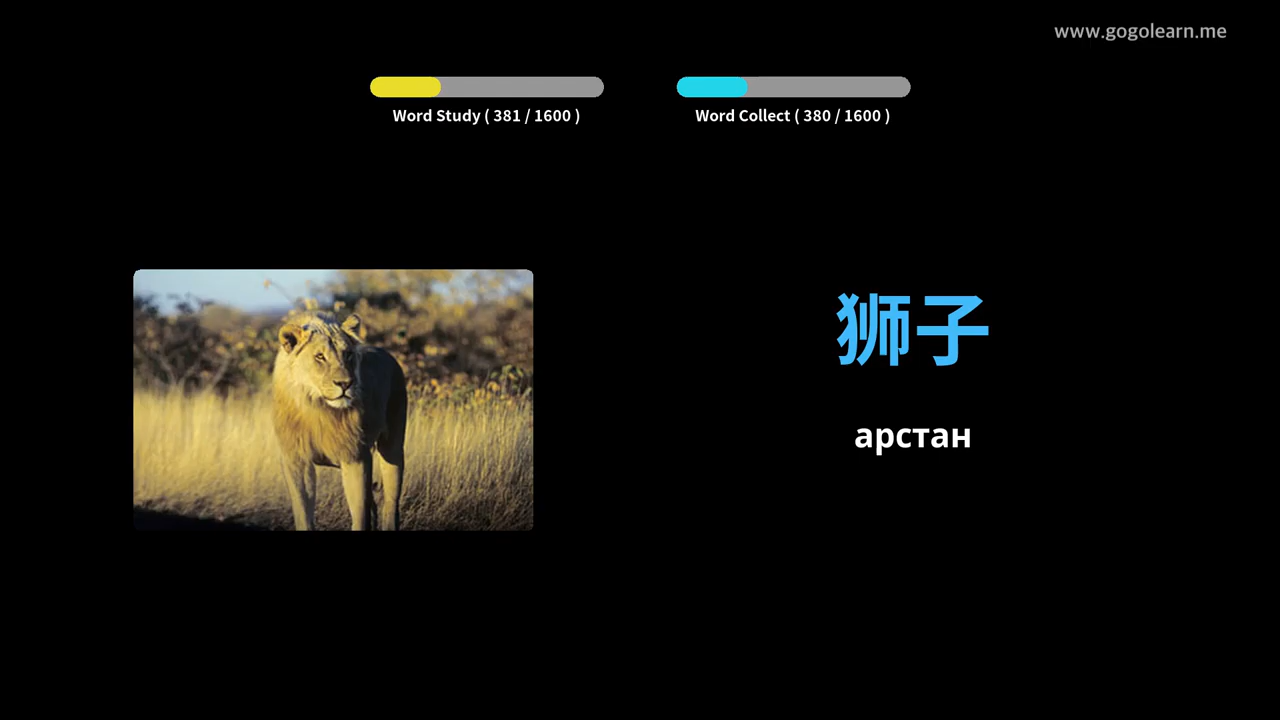 www.gogolearn.me
Word Study ( 381 / 1600 )
Word Collect ( 380 / 1600 )
狮子
арстан